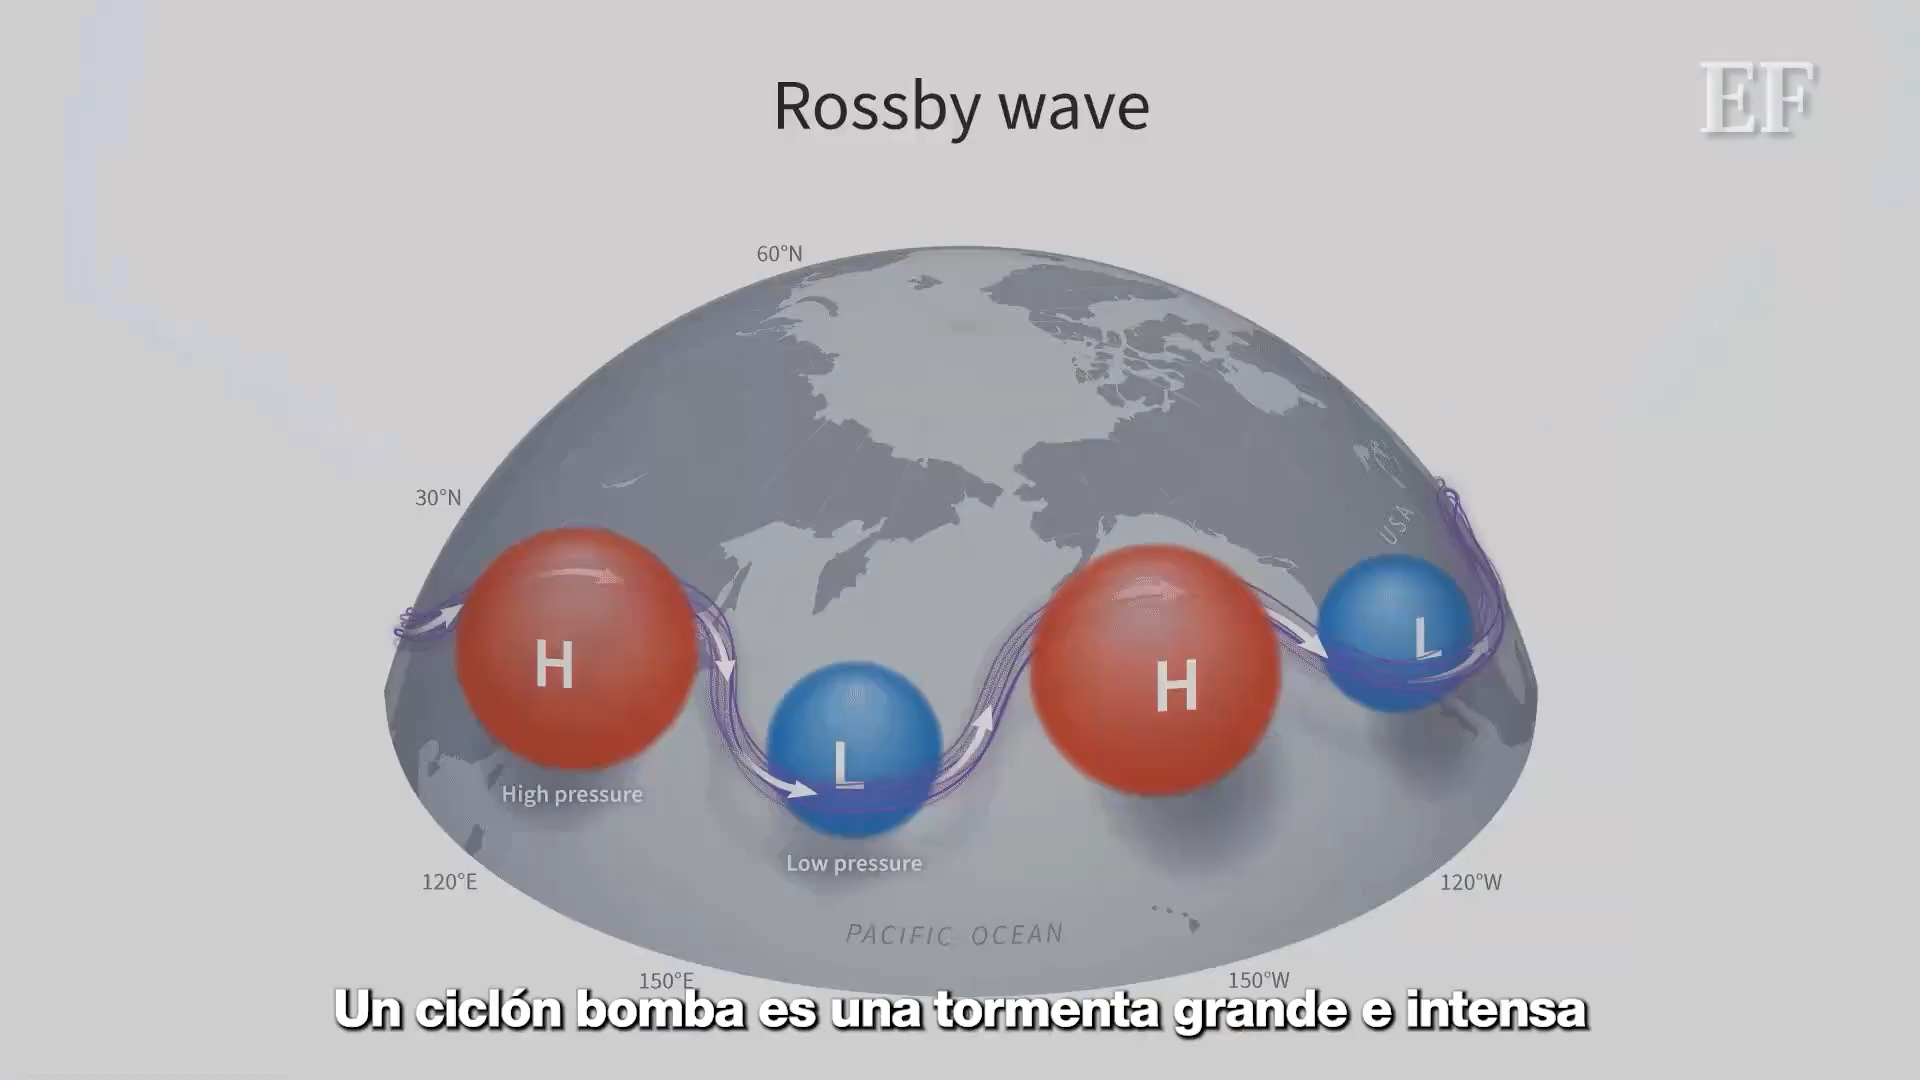 Rossby wave
EF
60°N
30°N
USA
H
H
L
L
High pressure
Low pressure
120°E
120°W
PACIFIC OCEAN
150°E
150°W
Un ciclón bomba es una tormenta grande e intensa